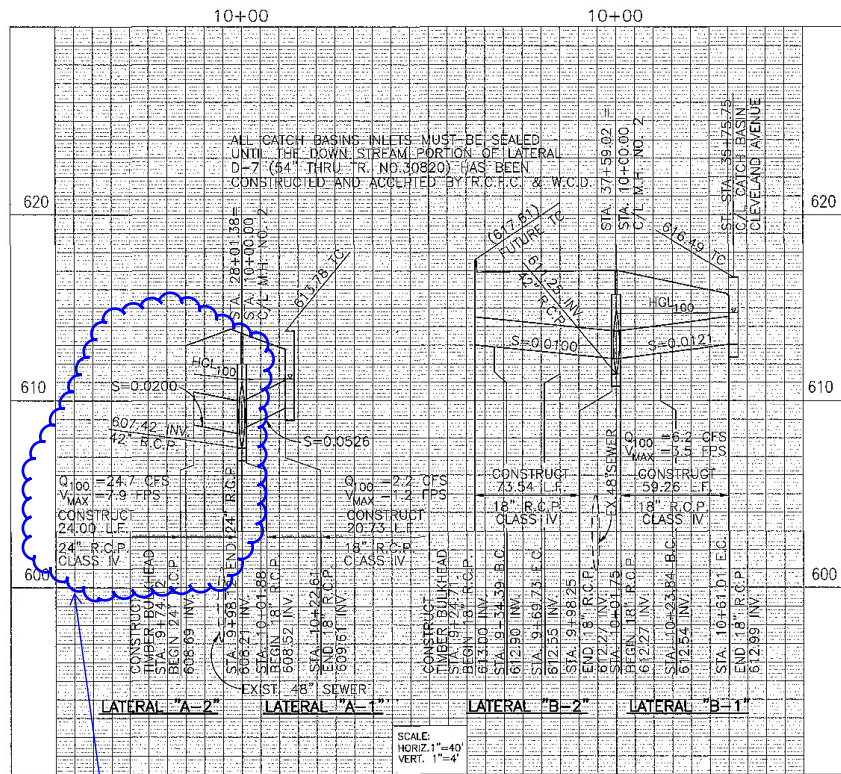 10+00
10+00
ALL CATCH BASINS INLETS MUST BE SEALED
UNTIL THE DOWN STREAM PORTION OF LATERAL
D-7 (54" THRU TR. NO.30820) HAS BEEN
CONSTRUCTED AND ACCEPTED BY R.C.F.C. & W.C.D.
620
620
610
610
600
600
STA. 28+01.38=
STA. 10+00.00
C/L M.H. NO. 2
613.78 TC
HGL100
S=0.0200
607.42 INV.
42" R.C.P.
S=0.0526
Q100 =24.7 CFS
VMAX =7.9 FPS
CONSTRUCT
24.00 L.F.
24" R.C.P.
CLASS IV
Q100 =2.2 CFS
VMAX =1.2 FPS
CONSTRUCT
20.73 L.F.
18" R.C.P.
CLASS IV
CONSTRUCT
TIMBER BULKHEAD
STA. 9+74.12
BEGIN 24" R.C.P.
608.69 INV.
STA. 9+98.12 END 24" R.C.P.
608.21 INV.
STA. 10+01.88
BEGIN 18" R.C.P.
608.52 INV.
STA. 10+22.61
END 18" R.C.P.
609.61 INV.
EXIST. 48" SEWER
LATERAL "A-2"
LATERAL "A-1"
(617.61)
FUTURE TC
611.25 INV.
42" R.C.P.
STA. 37+59.02 =
STA. 10+00.00
C/L M.H. NO. 2
616.49 TC
ST. STA. 35+75.75
C/L CATCH BASIN
CLEVELAND AVENUE
HGL100
S=0.0100
S=0.0121
Q100 =6.2 CFS
VMAX =3.5 FPS
CONSTRUCT
73.54 L.F.
18" R.C.P.
CLASS IV
EX 48" SEWER
CONSTRUCT
59.26 L.F.
18" R.C.P.
CLASS IV
CONSTRUCT
TIMBER BULKHEAD
STA. 9+24.71
BEGIN 18" R.C.P.
613.00 INV.
STA. 9+34.39 B.C.
612.90 INV.
STA. 9+69.73 E.C.
612.55 INV.
STA. 9+98.25
END 18" R.C.P.
612.27 INV.
STA. 10+01.75
BEGIN 18" R.C.P.
612.27 INV.
STA. 10+23.84 B.C.
612.54 INV.
STA. 10+61.01 E.C.
END 18" R.C.P.
612.99 INV.
LATERAL "B-2"
LATERAL "B-1"
SCALE:
HORIZ.1"=40'
VERT. 1"=4'